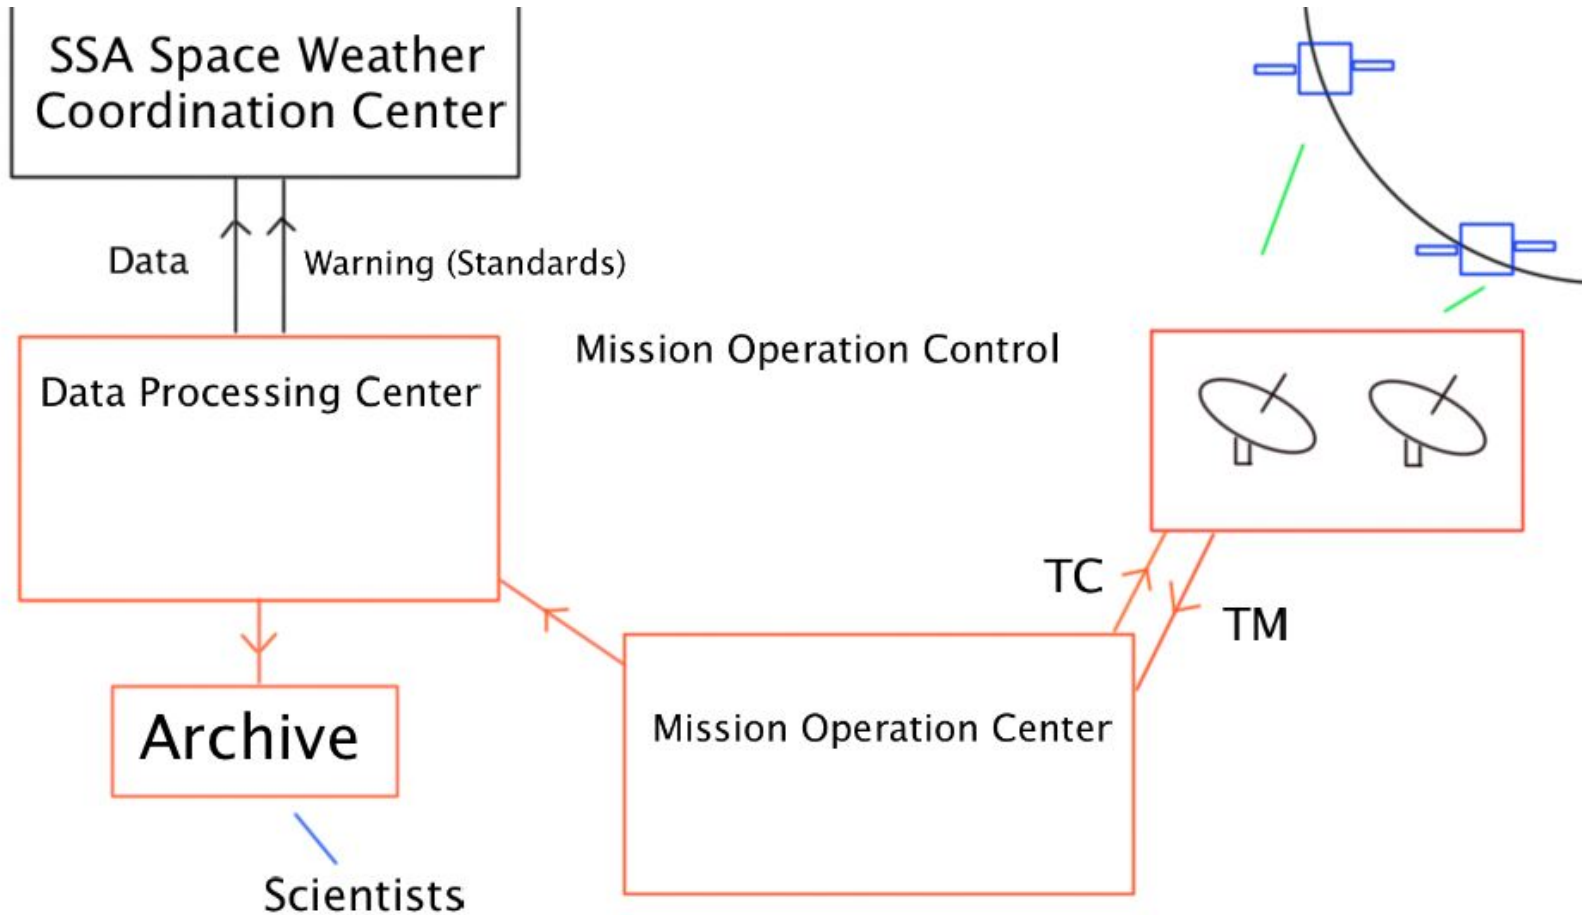 SSA Space Weather
Coordination Center
Data
Warning (Standards)
Data Processing Center
Mission Operation Control
TC
TM
Archive
Mission Operation Center
Scientists